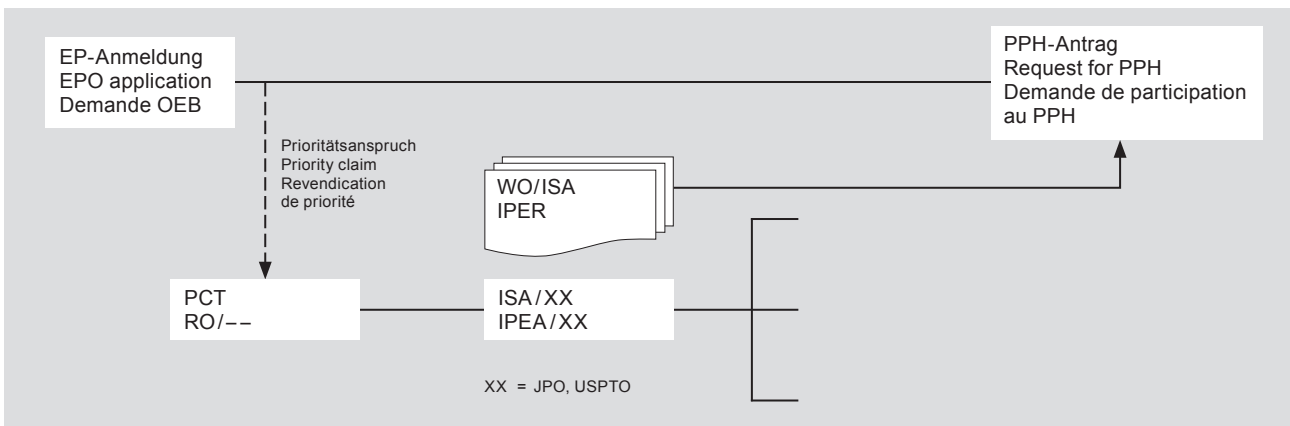 EP-Anmeldung
EPO application
Demande OEB
PPH-Antrag
Request for PPH
Demande de participation
au PPH
Prioritätsanspruch
Priority claim
Revendication
de priorité
WO/ISA
IPER
PCT
RO/––
ISA/XX
IPEA/XX
XX = JPO, USPTO